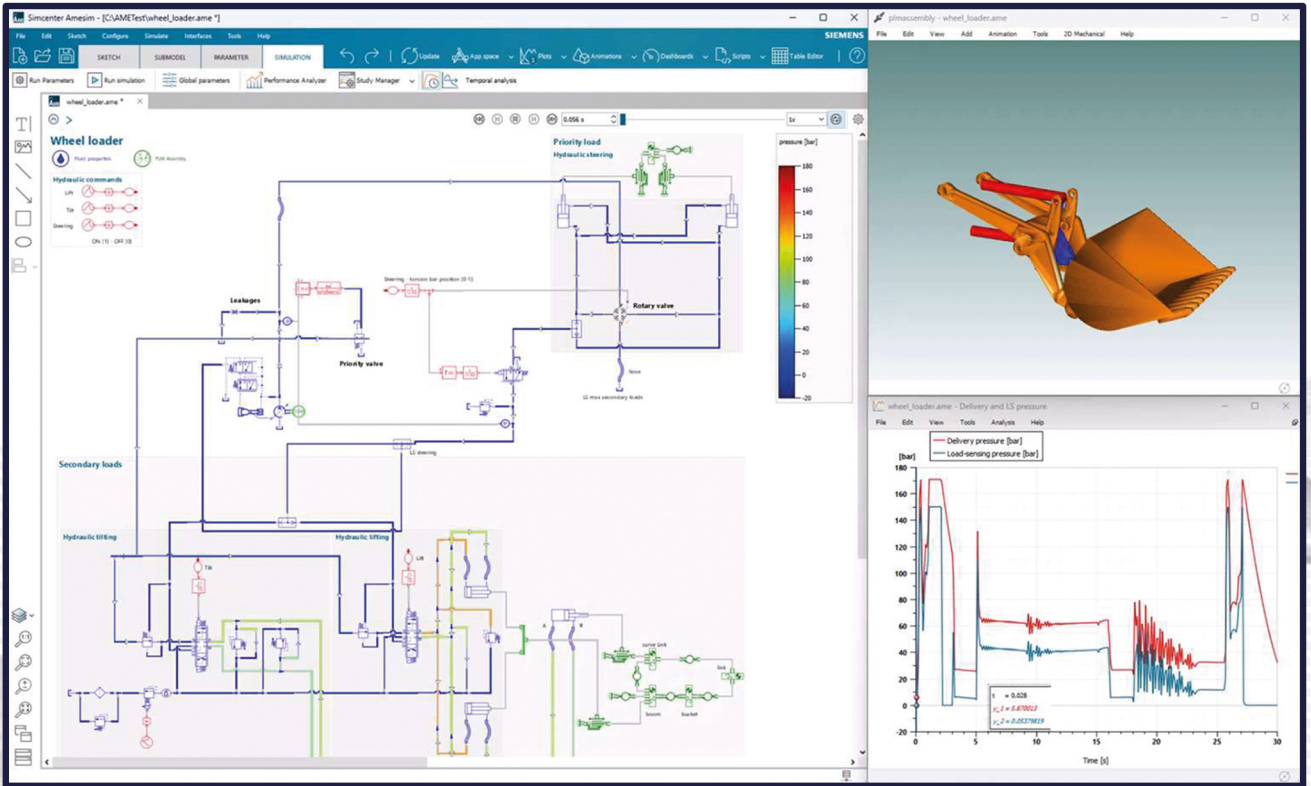 Simcenter Amesim - [C:\AMETest\wheel_loader.ame *]
File Edit Sketch Configure Simulate Interfaces Tools Help
SIEMENS
SKETCH SUBMODEL PARAMETER SIMULATION
Update App space Plots Animations Dashboards Scripts Table Editor
Run Parameters Run simulation Global parameters Performance Analyzer Study Manager Temporal analysis
wheel_loader.ame *
0.056 s
1x
Wheel loader
Fluid properties
PLM Assembly
Hydraulic commands
Lift
Tilt
Steering
ON (1) - OFF (0)
Priority load
Hydraulic steering
pressure [bar]
180
160
140
120
100
80
60
40
20
0
-20
Steering - torsion bar position [0-1]
Leakages
Rotary valve
Priority valve
hose
LS max secondary loads
LS steering
Secondary loads
Hydraulic tilting
Hydraulic lifting
Tilt
Lift
A
B
curve link
link
boom
bucket
plmassembly - wheel_loader.ame
File Edit View Add Animation Tools 2D Mechanical Help
wheel_loader.ame - Delivery and LS pressure
File Edit View Tools Analysis Help
Delivery pressure [bar]
Load-sensing pressure [bar]
[bar]
180
160
140
120
100
80
60
40
20
0
-20
t = 0.028
y_1 = 5.870013
y_2 = 0.05379819
0 5 10 15 20 25 30
Time [s]